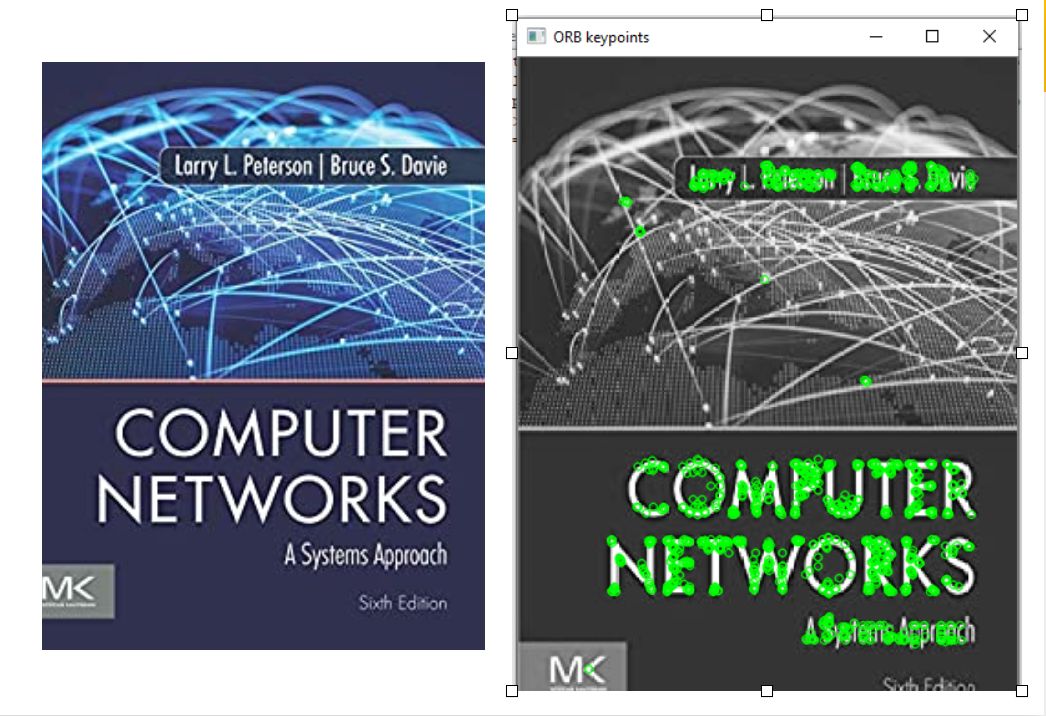 Larry L. Peterson | Bruce S. Davie
COMPUTER
NETWORKS
A Systems Approach
MK
Sixth Edition
ORB keypoints
Larry L. Peterson | Bruce S. Davie
COMPUTER
NETWORKS
A Systems Approach
MK
Sixth Edition